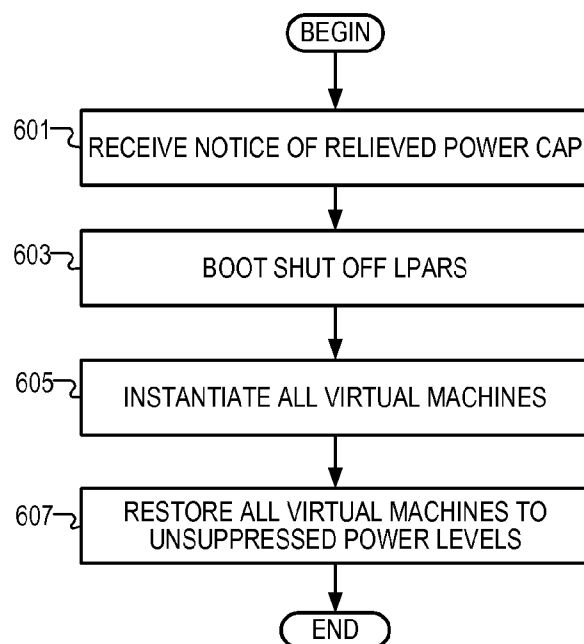 BEGIN
601
RECEIVE NOTICE OF RELIEVED POWER CAP
603
BOOT SHUT OFF LPARS
605
INSTANTIATE ALL VIRTUAL MACHINES
607
RESTORE ALL VIRTUAL MACHINES TO
UNSUPPRESSED POWER LEVELS
END